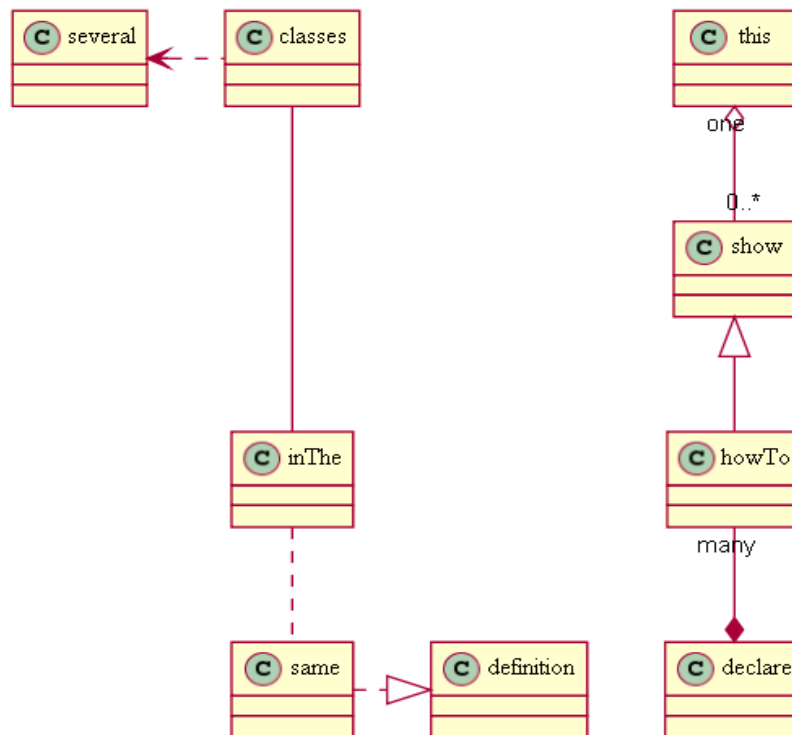 C several
C classes
C this
one
0..*
C show
C inThe
C howTo
many
C same
C definition
C declare